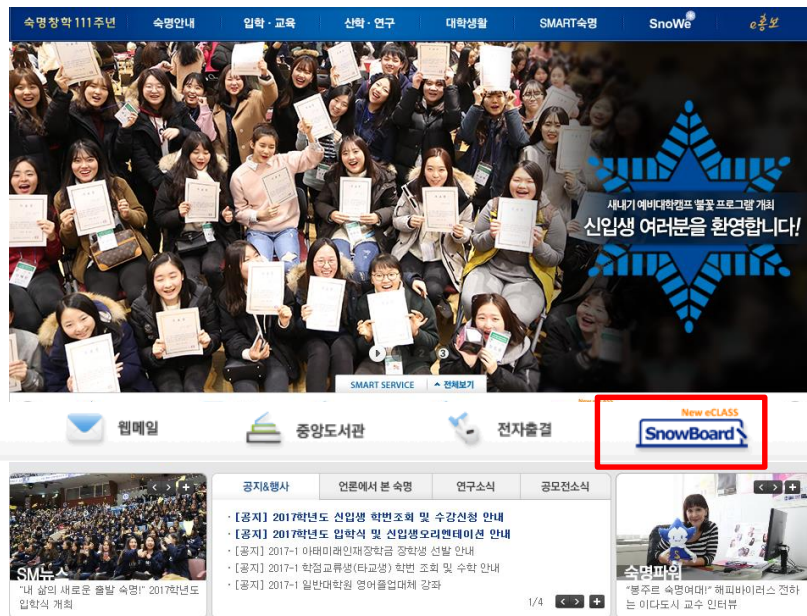 숙명창학111주년 숙명안내 입학·교육 산학·연구 대학생활 SMART숙명 SnoWe e홍보
새내기 예비대학캠프 '불꽃 프로그램' 개최
신입생 여러분을 환영합니다!
2 3
SMART SERVICE 전체보기
웹메일 중앙도서관 전자출결 New eCLASS
SnowBoard
공지&행사 언론에서 본 숙명 연구소식 공모전소식
· [공지] 2017학년도 신입생 학번조회 및 수강신청 안내
· [공지] 2017학년도 입학식 및 신입생오리엔테이션 안내
· [공지] 2017-1 아태미래인재장학금 장학생 선발 안내
· [공지] 2017-1 학점교류생(타교생) 학번 조회 및 수학 안내
· [공지] 2017-1 일반대학원 영어졸업대체 강좌
1/4
SM뉴스
"내 삶의 새로운 출발 숙명!" 2017학년도
입학식 개최
숙명파워
"봉주르 숙명여대!" 해피바이러스 전하
는 이다도시 교수 인터뷰